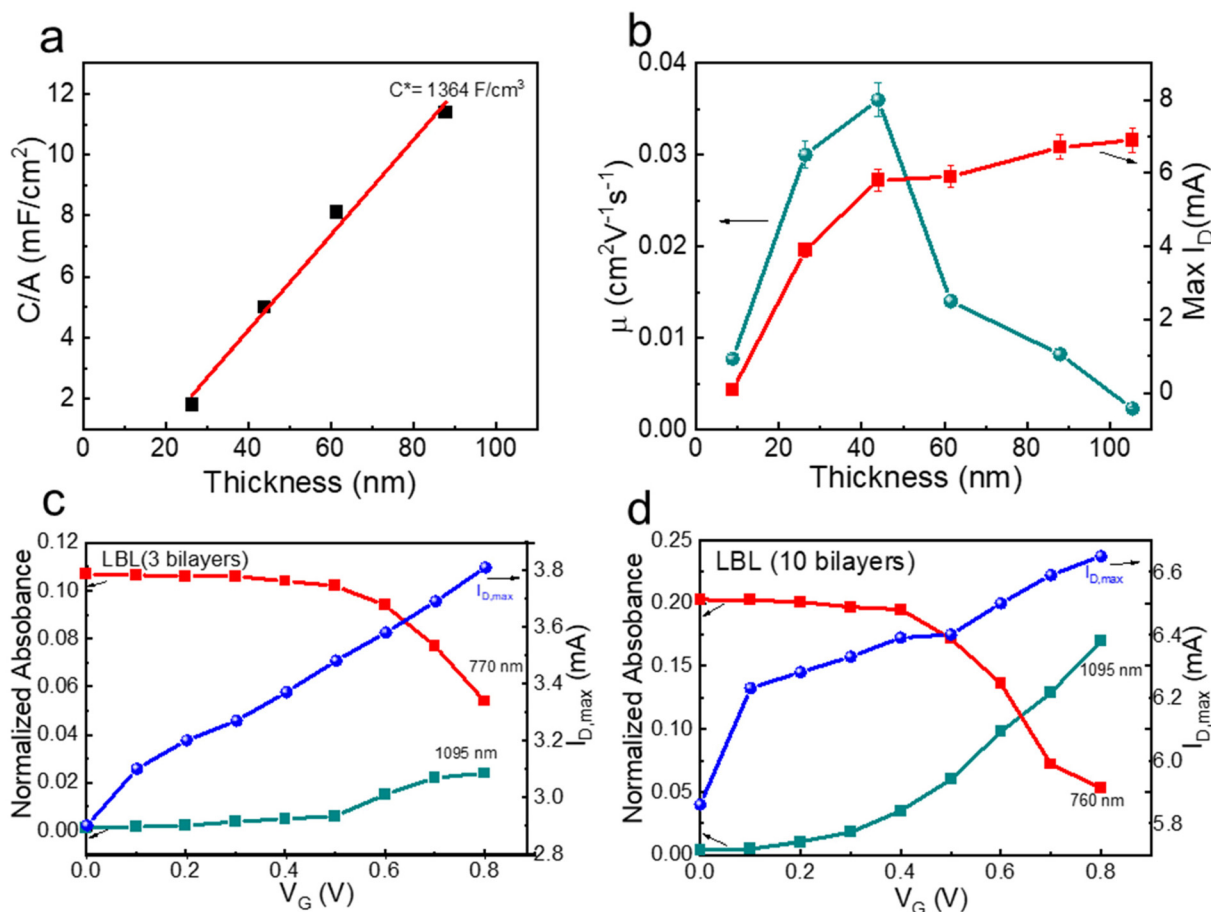 a
C*= 1364 F/cm³
C/A (mF/cm²)
12
10
8
6
4
2
0 20 40 60 80 100
Thickness (nm)
b
μ (cm²V⁻¹s⁻¹)
0.04
0.03
0.02
0.01
0.00
8
6
4
2
0
Max I_D(mA)
0 20 40 60 80 100
Thickness (nm)
c
LBL(3 bilayers)
Normalized Absobance
0.12
0.10
0.08
0.06
0.04
0.02
0.00
I_D,max
770 nm
1095 nm
3.8
3.6
3.4
3.2
3.0
2.8
I_D,max (mA)
0.0 0.2 0.4 0.6 0.8
V_G (V)
d
LBL (10 bilayers)
Normalized Absobance
0.25
0.20
0.15
0.10
0.05
0.00
I_D,max
1095 nm
760 nm
6.6
6.4
6.2
6.0
5.8
I_D,max (mA)
0.0 0.2 0.4 0.6 0.8
V_G (V)